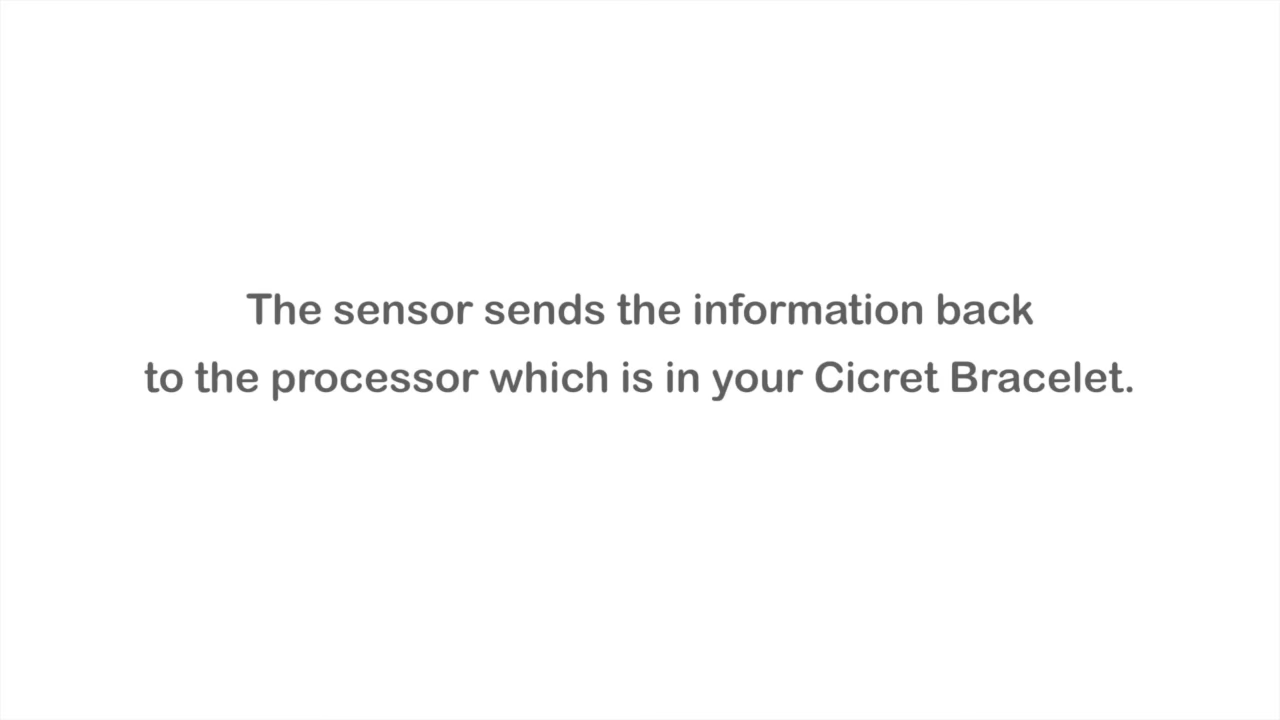 The sensor sends the information back
to the processor which is in your Cicret Bracelet.